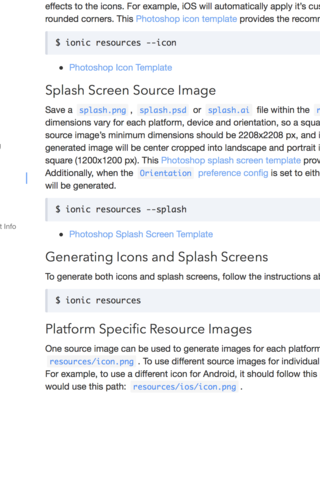 effects to the icons. For example, iOS will automatically apply it's cus
rounded corners. This Photoshop icon template provides the recomm
$ ionic resources --icon
Photoshop Icon Template
Splash Screen Source Image
Save a splash.png , splash.psd or splash.ai file within the r
dimensions vary for each platform, device and orientation, so a squa
source image's minimum dimensions should be 2208x2208 px, and i
generated image will be center cropped into landscape and portrait i
square (1200x1200 px). This Photoshop splash screen template prov
Additionally, when the Orientation preference config is set to eith
will be generated.
$ ionic resources --splash
t Info
Photoshop Splash Screen Template
Generating Icons and Splash Screens
To generate both icons and splash screens, follow the instructions ab
$ ionic resources
Platform Specific Resource Images
One source image can be used to generate images for each platform
resources/icon.png . To use different source images for individual
For example, to use a different icon for Android, it should follow this
would use this path: resources/ios/icon.png .